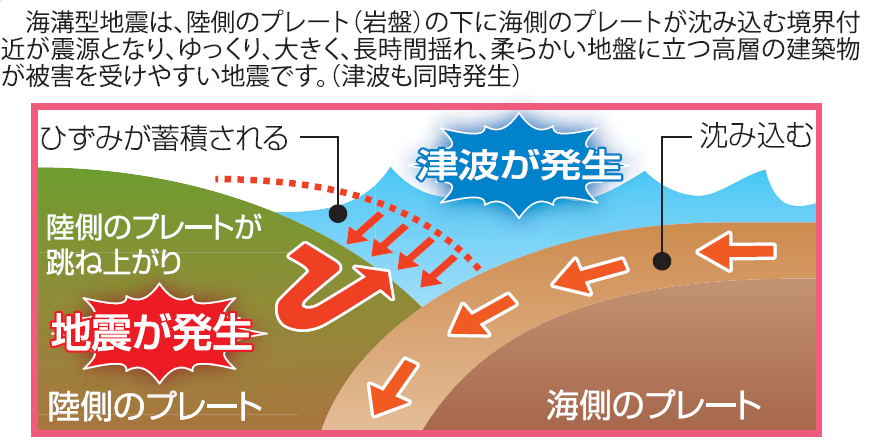 海溝型地震は、陸側のプレート（岩盤）の下に海側のプレートが沈み込む境界付
近が震源となり、ゆっくり、大きく、長時間揺れ、柔らかい地盤に立つ高層の建築物
が被害を受けやすい地震です。（津波も同時発生）
ひずみが蓄積される
沈み込む
津波が発生
陸側のプレートが
跳ね上がり
地震が発生
陸側のプレート
海側のプレート